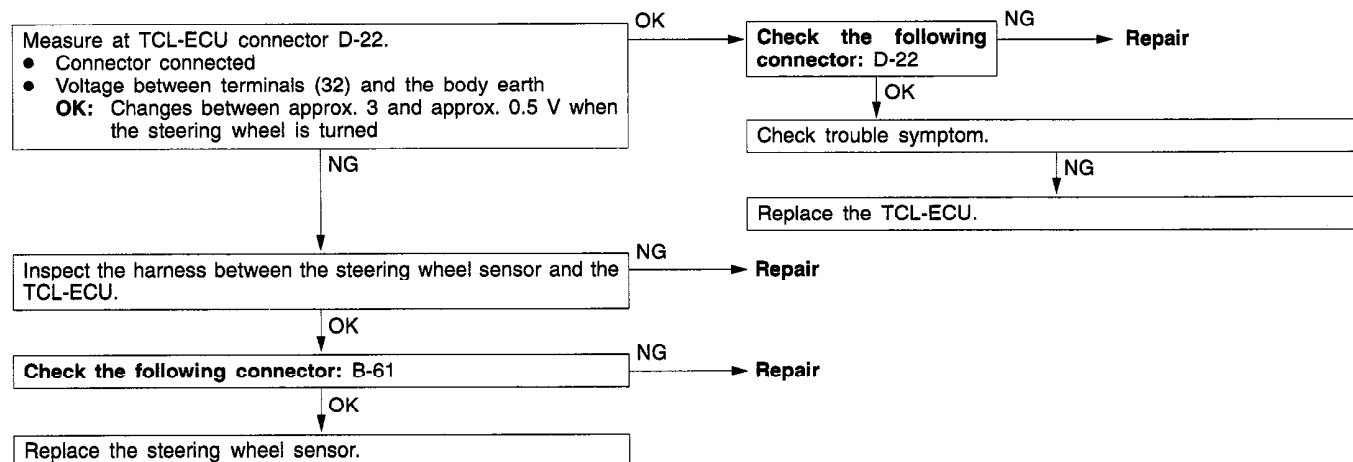 Measure at TCL-ECU connector D-22.
● Connector connected
● Voltage between terminals (32) and the body earth
OK: Changes between approx. 3 and approx. 0.5 V when
the steering wheel is turned
OK
Check the following
connector: D-22
NG
Repair
OK
Check trouble symptom.
NG
Replace the TCL-ECU.
NG
Inspect the harness between the steering wheel sensor and the
TCL-ECU.
NG
Repair
OK
Check the following connector: B-61
NG
Repair
OK
Replace the steering wheel sensor.